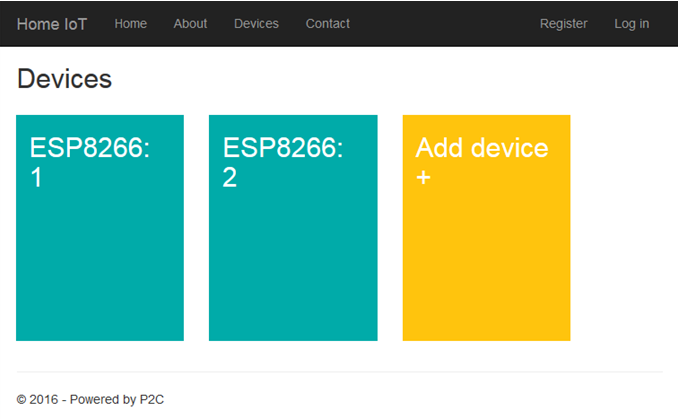 Home IoT Home About Devices Contact Register Log in
Devices
ESP8266:
1
ESP8266:
2
Add device
+
© 2016 - Powered by P2C